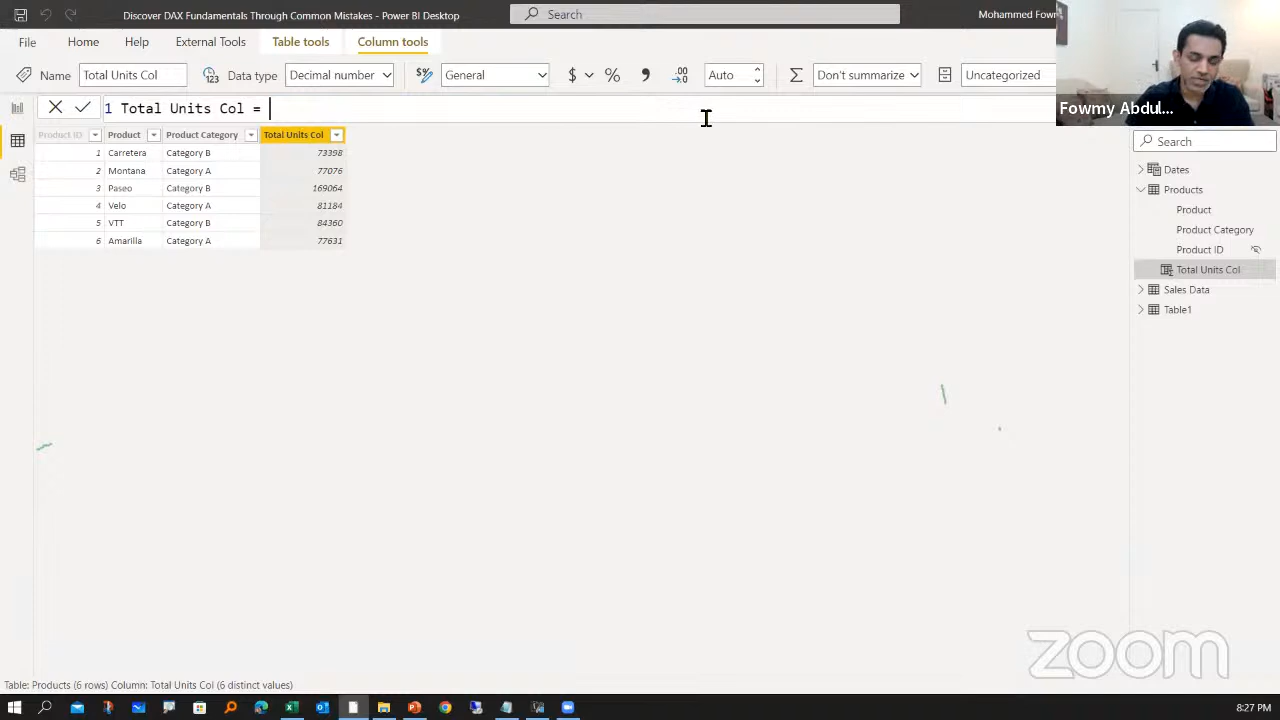 Discover DAX Fundamentals Through Common Mistakes - Power BI Desktop
Search
Mohammed Fowm
File Home Help External Tools Table tools Column tools
Name Total Units Col Data type Decimal number General $ % , .00 Auto Don't summarize Uncategorized
Fowmy Abdul...
1 Total Units Col =
Product ID Product Product Category Total Units Col
1 Carretera Category B 73398
2 Montana Category A 77076
3 Paseo Category B 169064
4 Velo Category A 81184
5 VTT Category B 84360
6 Amarilla Category A 77631
Search
Dates
Products
Product
Product Category
Product ID
Total Units Col
Sales Data
Table1
zoom
Table: Products (6 rows) Column: Total Units Col (6 distinct values)
8:27 PM